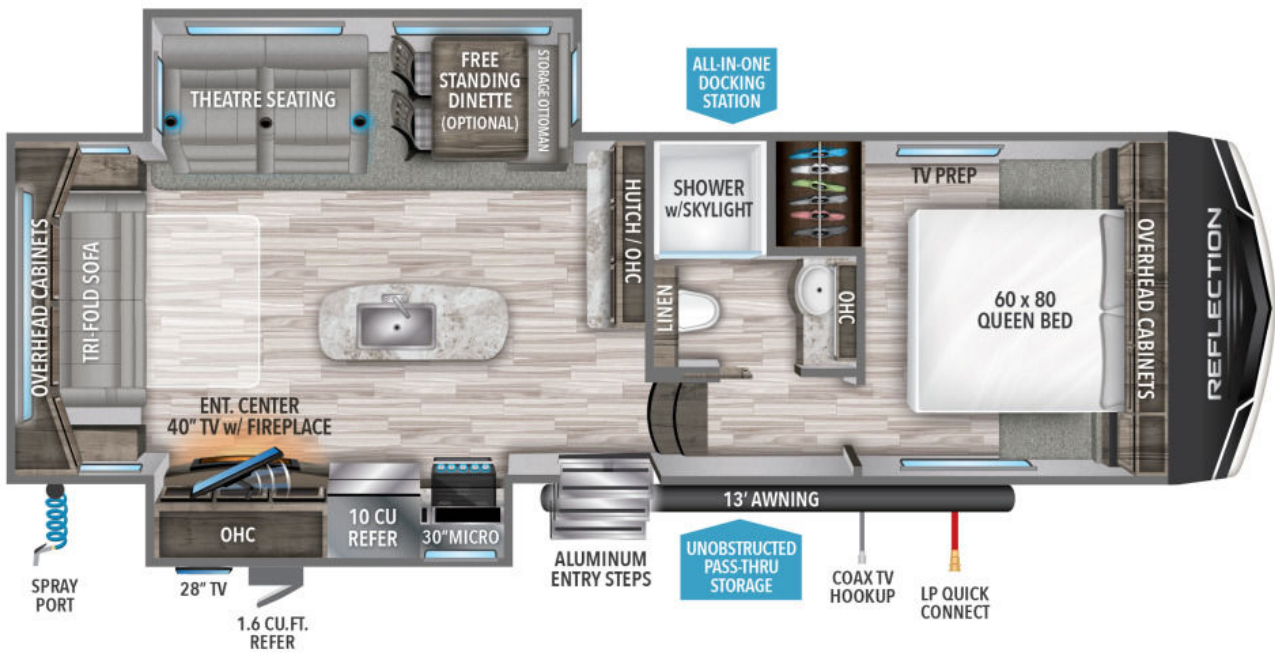 THEATRE SEATING
FREE
STANDING
DINETTE
(OPTIONAL)
STORAGE OTTOMAN
ALL-IN-ONE
DOCKING
STATION
OVERHEAD CABINETS
TRI-FOLD SOFA
HUTCH / OHC
SHOWER
w/SKYLIGHT
LINEN
OHC
TV PREP
60 x 80
QUEEN BED
OVERHEAD CABINETS
REFLECTION
ENT. CENTER
40" TV w/ FIREPLACE
OHC
10 CU
REFER
30"MICRO
13' AWNING
SPRAY
PORT
28" TV
1.6 CU.FT.
REFER
ALUMINUM
ENTRY STEPS
UNOBSTRUCTED
PASS-THRU
STORAGE
COAX TV
HOOKUP
LP QUICK
CONNECT